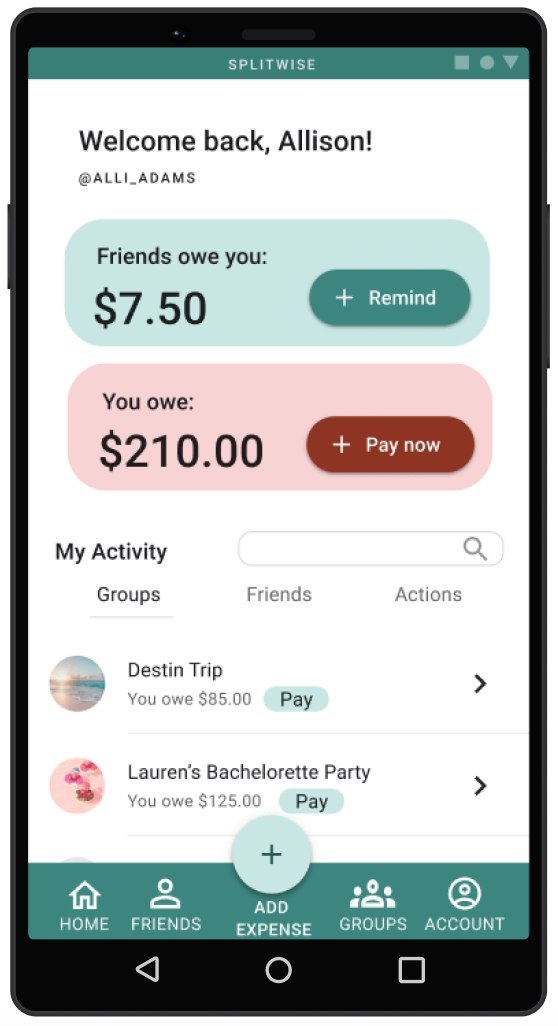 SPLITWISE
Welcome back, Allison!
@ALLI_ADAMS
Friends owe you:
$7.50
+ Remind
You owe:
$210.00
+ Pay now
My Activity
Groups Friends Actions
Destin Trip
You owe $85.00 Pay
Lauren’s Bachelorette Party
You owe $125.00 Pay
+
HOME FRIENDS ADD EXPENSE GROUPS ACCOUNT